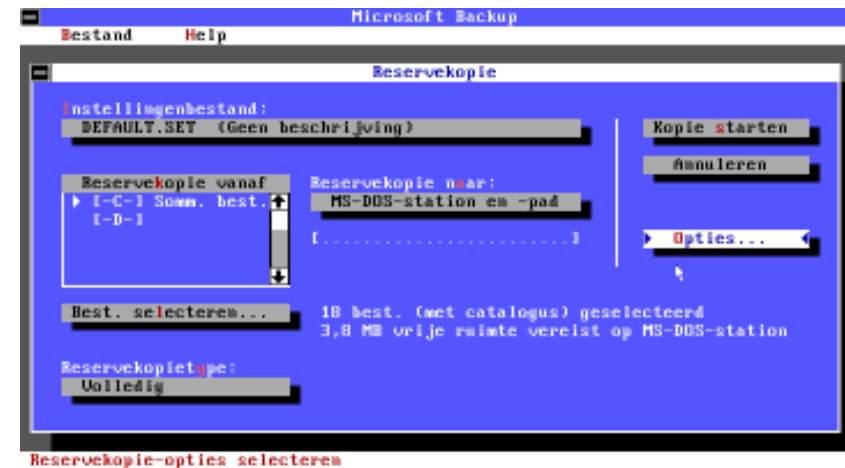 Microsoft Backup
Bestand Help
Reservekopie
Instellingenbestand:
DEFAULT.SET (Geen beschrijving)
Kopie starten
Annuleren
Reservekopie vanaf
Reservekopie naar:
[-C-] Somm. best.
MS-DOS-station en -pad
[-D-]
[........................]
Opties...
Best. selecteren...
18 best. (met catalogus) geselecteerd
3,8 MB vrije ruimte vereist op MS-DOS-station
Reservekopietype:
Volledig
Reservekopie-opties selecteren